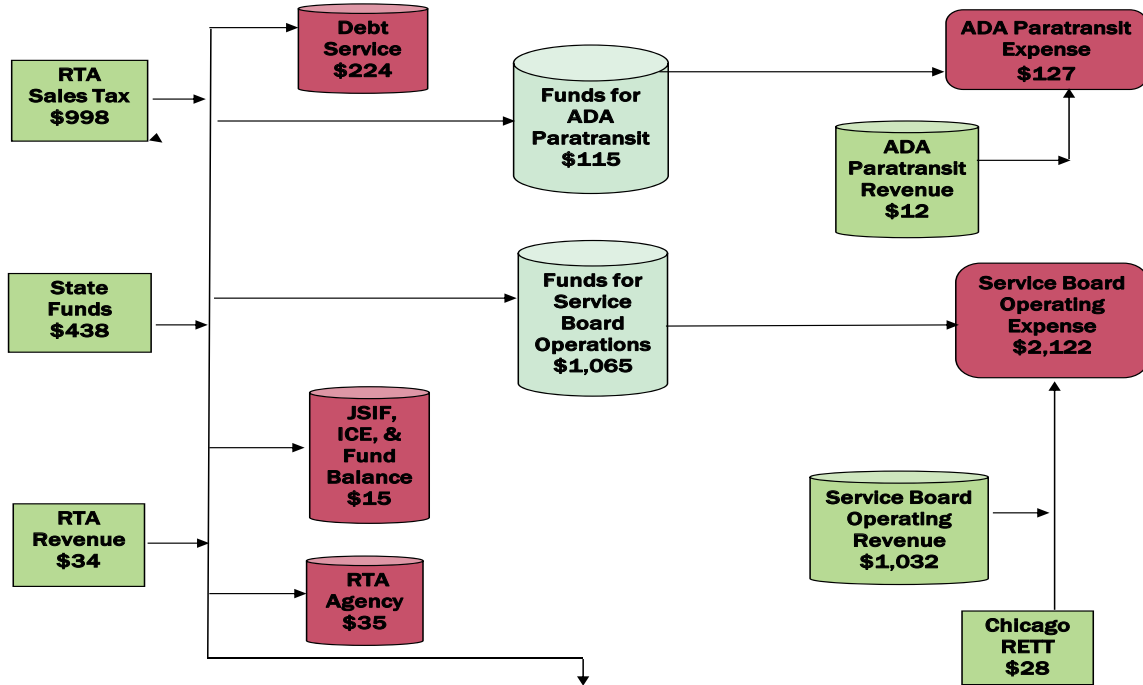 Debt
Service
$224
ADA Paratransit
Expense
$127
RTA
Sales Tax
$998
Funds for
ADA
Paratransit
$115
ADA
Paratransit
Revenue
$12
State
Funds
$438
Funds for
Service
Board
Operations
$1,065
Service Board
Operating
Expense
$2,122
JSIF,
ICE, &
Fund
Balance
$15
RTA
Revenue
$34
Service Board
Operating
Revenue
$1,032
RTA
Agency
$35
Chicago
RETT
$28